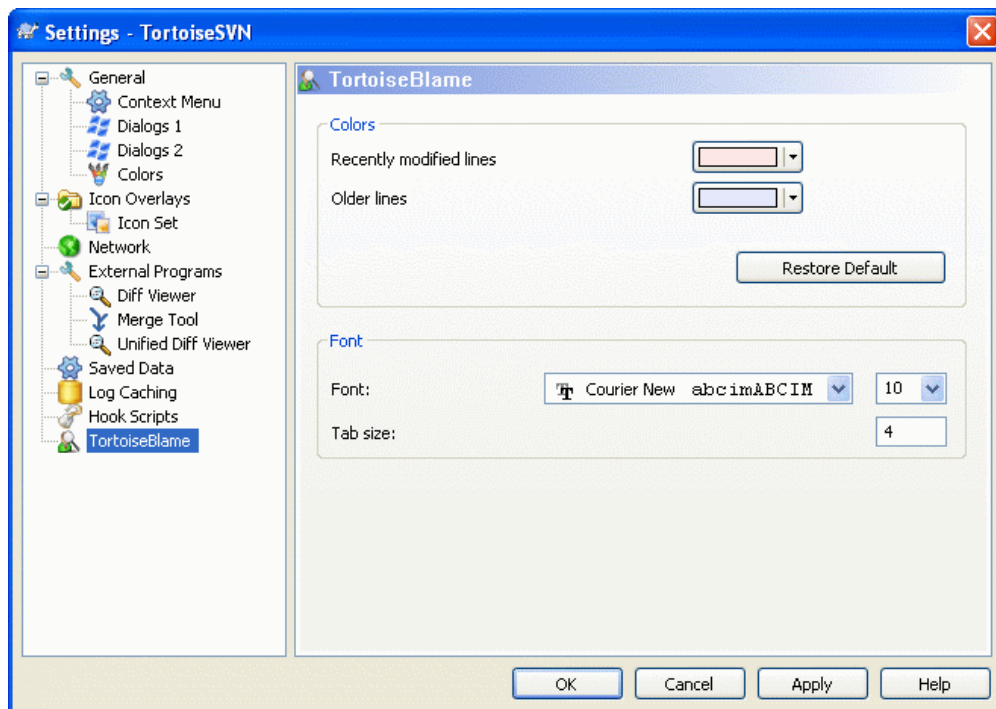 Settings - TortoiseSVN
General
Context Menu
Dialogs 1
Dialogs 2
Colors
Icon Overlays
Icon Set
Network
External Programs
Diff Viewer
Merge Tool
Unified Diff Viewer
Saved Data
Log Caching
Hook Scripts
TortoiseBlame
TortoiseBlame
Colors
Recently modified lines
Older lines
Restore Default
Font
Font: Courier New abcimABCIM 10
Tab size: 4
OK Cancel Apply Help